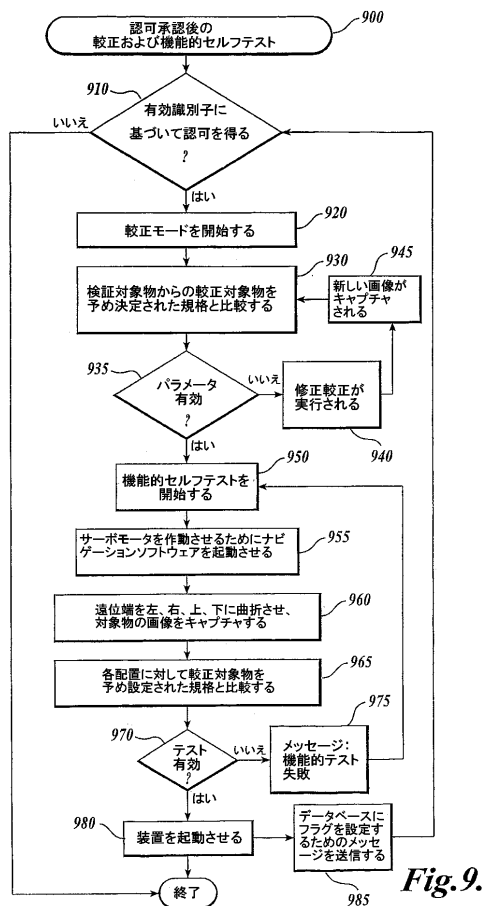 認可承認後の
較正および機能的セルフテスト
900
910
有効識別子に
基づいて認可を得る
?
いいえ
はい
較正モードを開始する
920
930
検証対象物からの較正対象物を
予め決定された規格と比較する
945
新しい画像が
キャプチャ
される
935
パラメータ
有効
?
いいえ
修正較正が
実行される
940
はい
950
機能的セルフテストを
開始する
サーボモータを作動させるためにナビ
ゲーションソフトウェアを起動させる
955
遠位端を左、右、上、下に曲折させ、
対象物の画像をキャプチャする
960
各配置に対して較正対象物を
予め設定された規格と比較する
965
970
テスト
有効
?
いいえ
975
メッセージ:
機能的テスト
失敗
はい
980
装置を起動させる
データベースに
フラグを設定す
るためのメッセ
ージを送信する
985
終了
Fig.9.